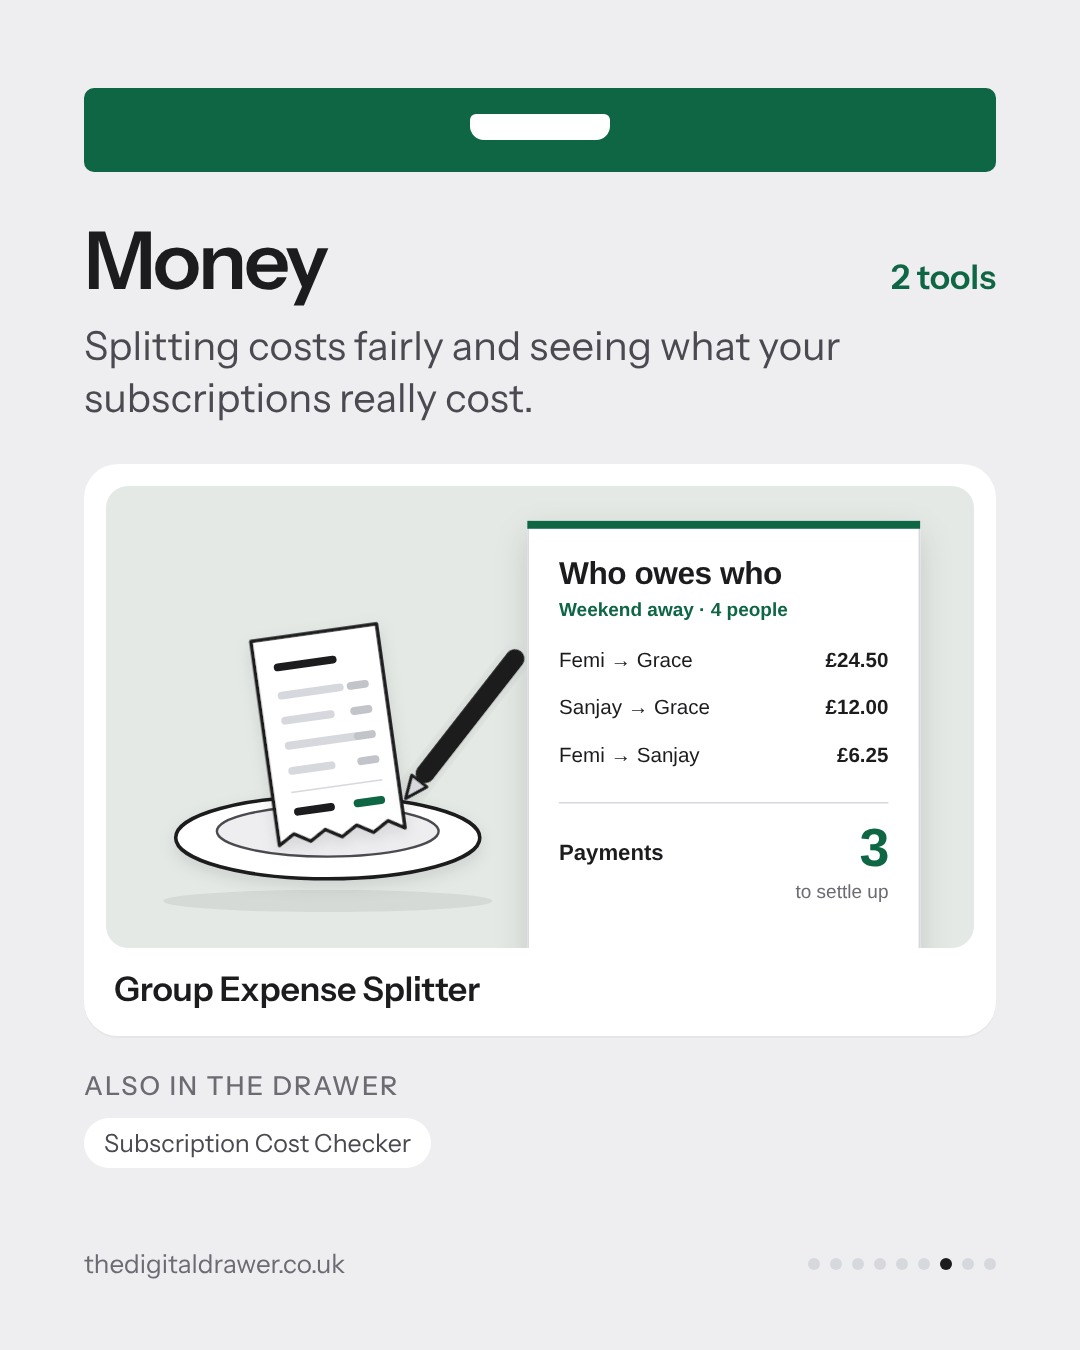 Money
2 tools
Splitting costs fairly and seeing what your
subscriptions really cost.
Who owes who
Weekend away · 4 people
Femi → Grace £24.50
Sanjay → Grace £12.00
Femi → Sanjay £6.25
Payments 3
to settle up
Group Expense Splitter
ALSO IN THE DRAWER
Subscription Cost Checker
thedigitaldrawer.co.uk